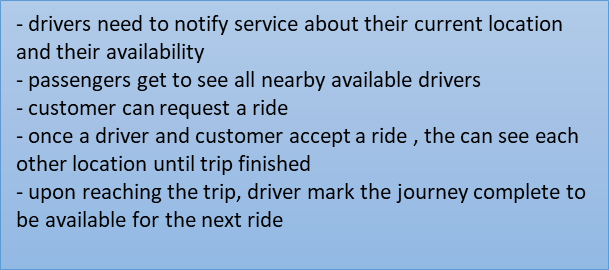 - drivers need to notify service about their current location
and their availability
- passengers get to see all nearby available drivers
- customer can request a ride
- once a driver and customer accept a ride , the can see each
other location until trip finished
- upon reaching the trip, driver mark the journey complete to
be available for the next ride